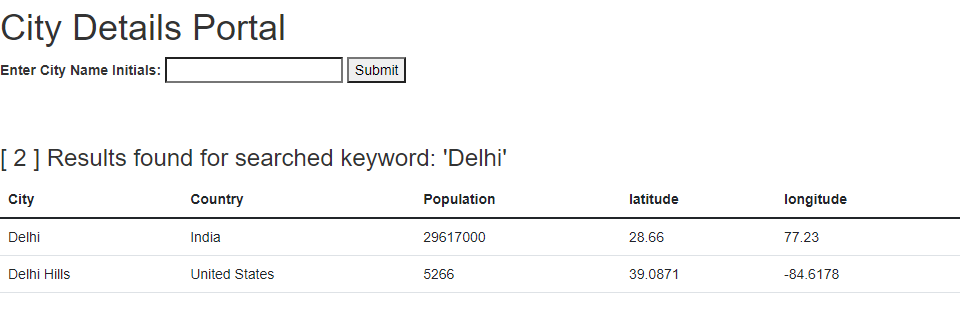 City Details Portal
Enter City Name Initials: Submit
[ 2 ] Results found for searched keyword: 'Delhi'
City Country Population latitude longitude
Delhi India 29617000 28.66 77.23
Delhi Hills United States 5266 39.0871 -84.6178